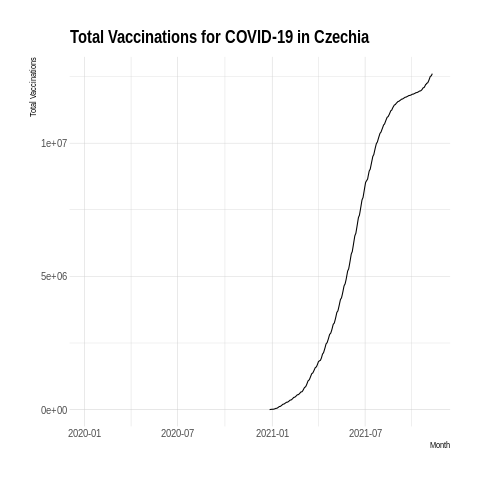 Total Vaccinations for COVID-19 in Czechia
Total Vaccinations
1e+07
5e+06
0e+00
2020-01 2020-07 2021-01 2021-07
Month